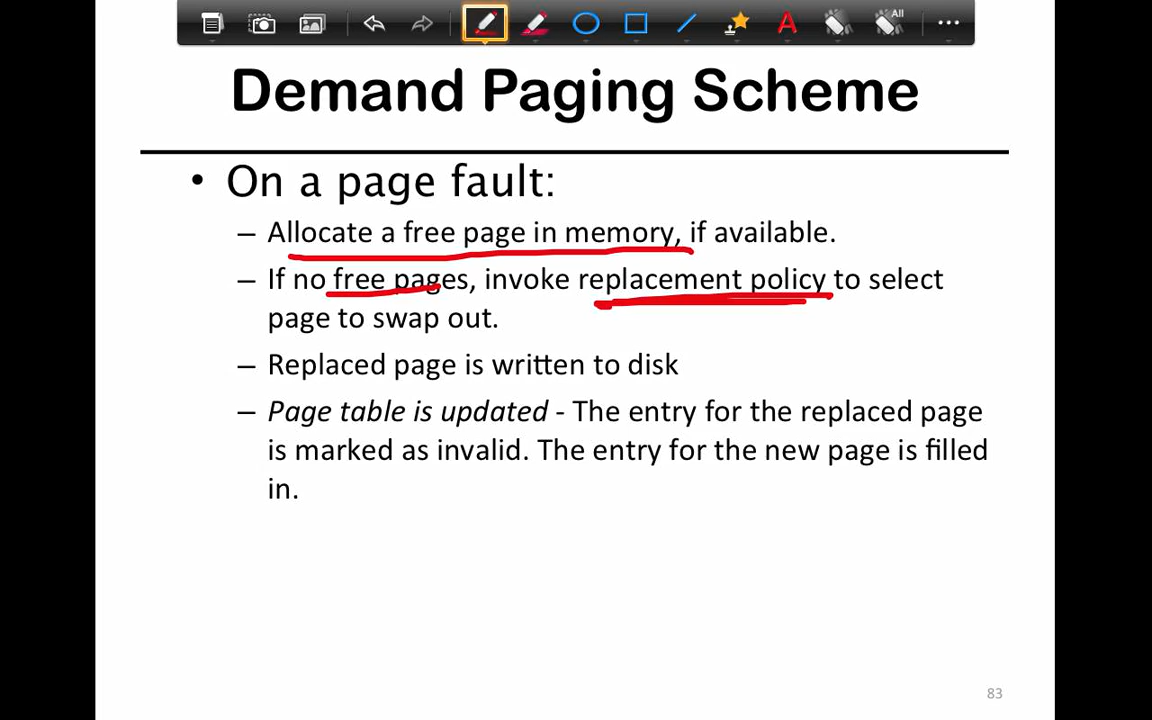 All
A
Demand Paging Scheme
• On a page fault:
– Allocate a free page in memory, if available.
– If no free pages, invoke replacement policy to select
page to swap out.
– Replaced page is written to disk
– Page table is updated - The entry for the replaced page
is marked as invalid. The entry for the new page is filled
in.
83